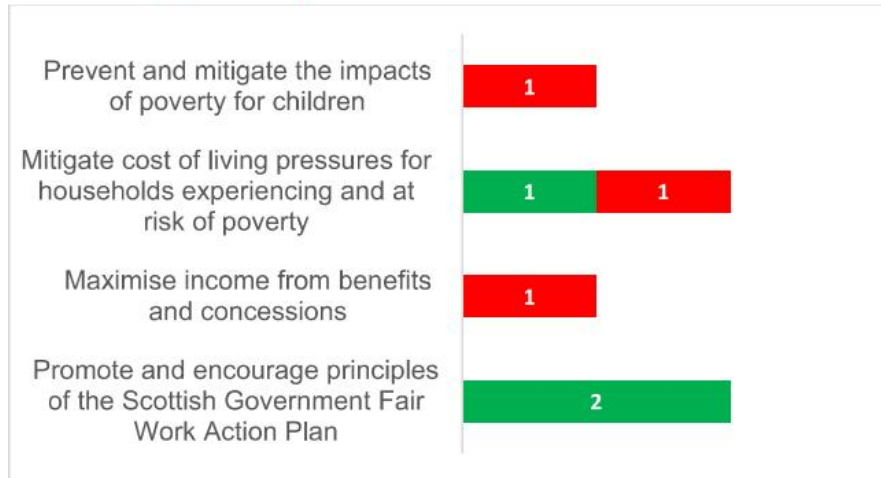 Prevent and mitigate the impacts
of poverty for children
1
Mitigate cost of living pressures for
households experiencing and at
risk of poverty
1 1
Maximise income from benefits
and concessions
1
Promote and encourage principles
of the Scottish Government Fair
Work Action Plan
2